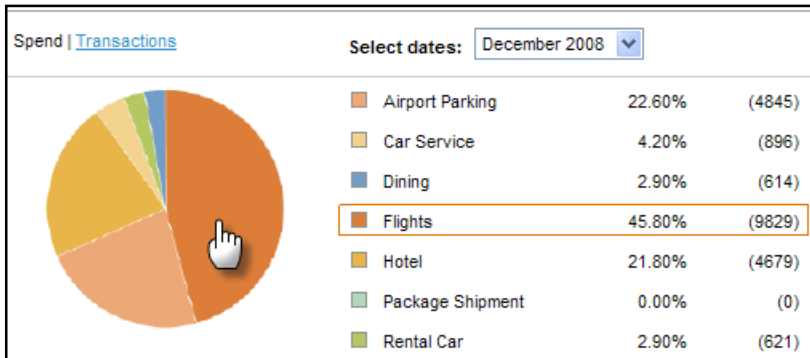 Spend | Transactions Select dates: December 2008
Airport Parking 22.60% (4845)
Car Service 4.20% (896)
Dining 2.90% (614)
Flights 45.80% (9829)
Hotel 21.80% (4679)
Package Shipment 0.00% (0)
Rental Car 2.90% (621)